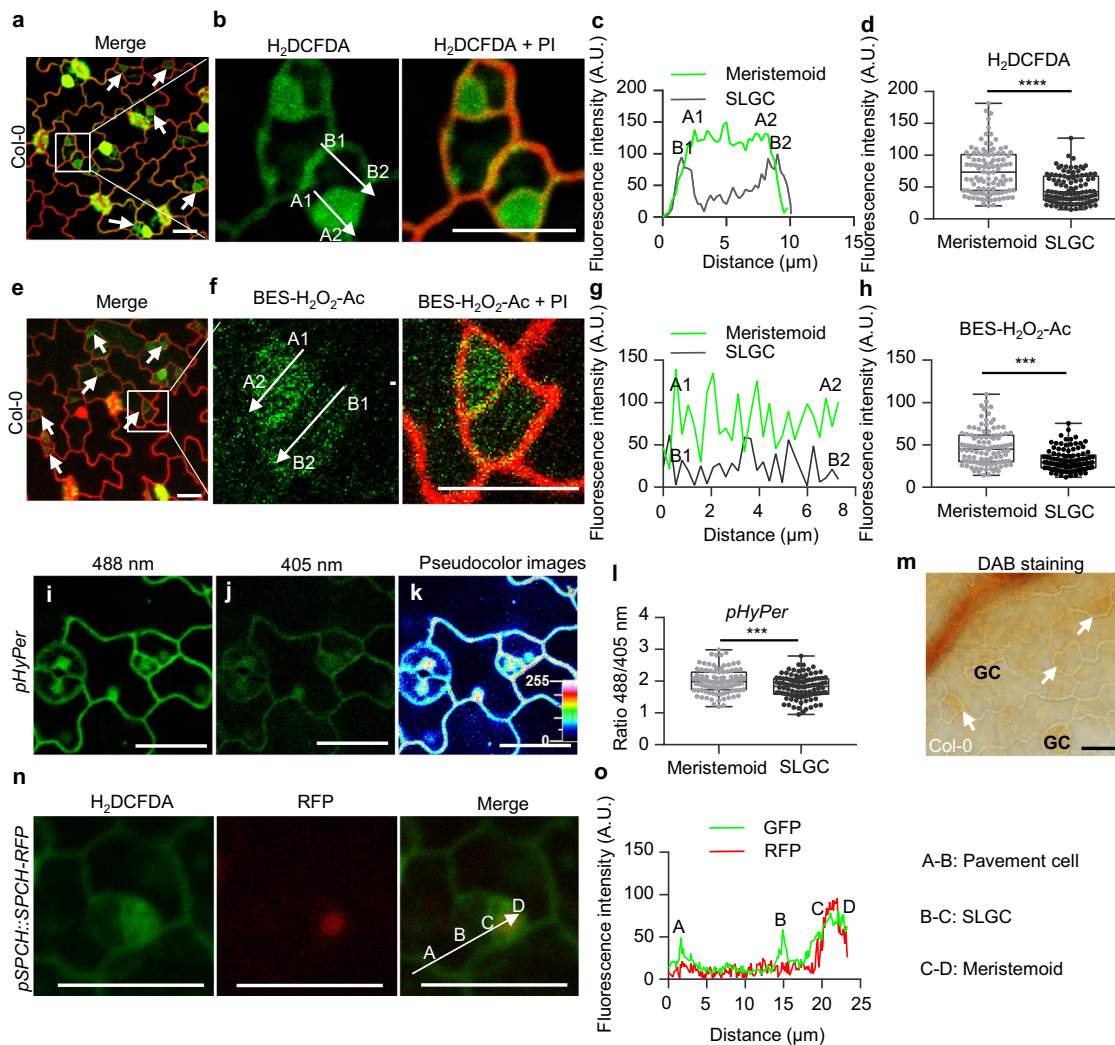 a
Merge
Col-0
b
H₂DCFDA
H₂DCFDA + PI
B1
B2
A1
A2
c
Meristemoid
SLGC
Fluorescence intensity (A.U.)
200
150
100
50
0
A1
A2
B1
B2
0
5
10
15
Distance (µm)
d
H₂DCFDA
****
Fluorescence intensity (A.U.)
200
150
100
50
0
Meristemoid
SLGC
e
Merge
Col-0
f
BES-H₂O₂-Ac
BES-H₂O₂-Ac + PI
A1
A2
B1
B2
g
Meristemoid
SLGC
Fluorescence intensity (A.U.)
150
100
50
0
A1
A2
B1
B2
0
2
4
6
8
Distance (µm)
h
BES-H₂O₂-Ac
***
Fluorescence intensity (A.U.)
150
100
50
0
Meristemoid
SLGC
pHyPer
488 nm
i
405 nm
j
Pseudocolor images
k
255
0
l
pHyPer
***
Ratio 488/405 nm
4
3
2
1
0
Meristemoid
SLGC
m
DAB staining
GC
GC
Col-0
n
pSPCH::SPCH-RFP
H₂DCFDA
RFP
Merge
A
B
C
D
o
GFP
RFP
Fluorescence intensity (A.U.)
150
100
50
0
A
B
C
D
0
5
10
15
20
25
Distance (µm)
A-B: Pavement cell
B-C: SLGC
C-D: Meristemoid